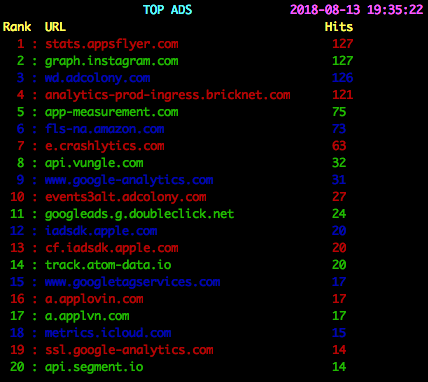 TOP ADS 2018-08-13 19:35:22
Rank URL Hits
1 : stats.appsflyer.com 127
2 : graph.instagram.com 127
3 : wd.adcolony.com 126
4 : analytics-prod-ingress.bricknet.com 121
5 : app-measurement.com 75
6 : fls-na.amazon.com 73
7 : e.crashlytics.com 63
8 : api.vungle.com 32
9 : www.google-analytics.com 31
10 : events3alt.adcolony.com 27
11 : googleads.g.doubleclick.net 24
12 : iadsdk.apple.com 20
13 : cf.iadsdk.apple.com 20
14 : track.atom-data.io 20
15 : www.googletagservices.com 17
16 : a.applovin.com 17
17 : a.applvn.com 17
18 : metrics.icloud.com 15
19 : ssl.google-analytics.com 14
20 : api.segment.io 14